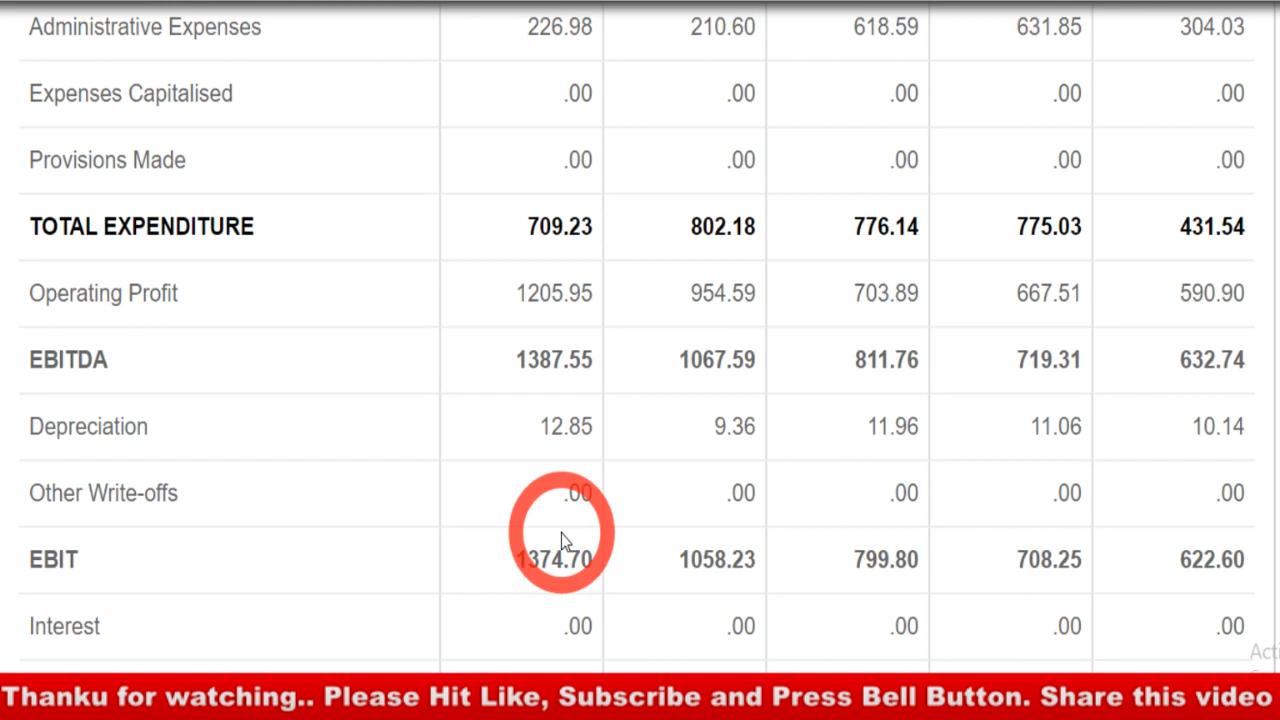 Administrative Expenses 226.98 210.60 618.59 631.85 304.03
Expenses Capitalised .00 .00 .00 .00 .00
Provisions Made .00 .00 .00 .00 .00
TOTAL EXPENDITURE 709.23 802.18 776.14 775.03 431.54
Operating Profit 1205.95 954.59 703.89 667.51 590.90
EBITDA 1387.55 1067.59 811.76 719.31 632.74
Depreciation 12.85 9.36 11.96 11.06 10.14
Other Write-offs .00 .00 .00 .00 .00
EBIT 1374.70 1058.23 799.80 708.25 622.60
Interest .00 .00 .00 .00 .00
Acti
Thanku for watching.. Please Hit Like, Subscribe and Press Bell Button. Share this video